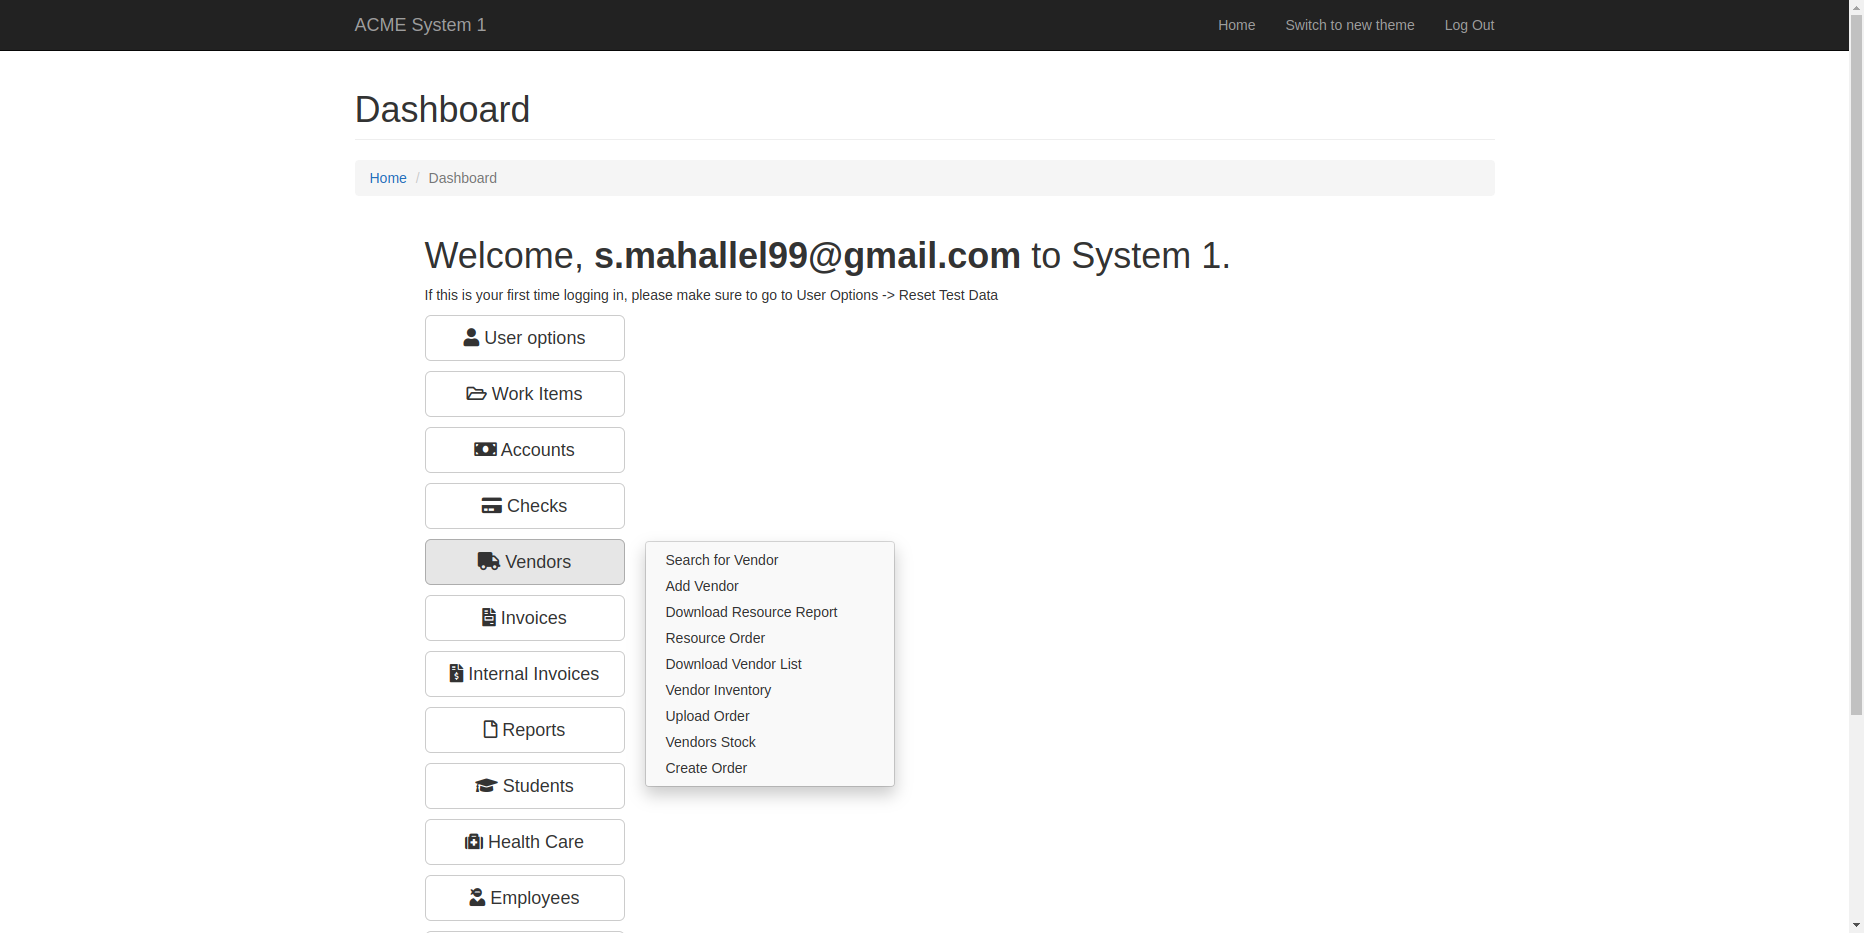 ACME System 1
Home
Switch to new theme
Log Out
Dashboard
Home / Dashboard
Welcome, s.mahallel99@gmail.com to System 1.
If this is your first time logging in, please make sure to go to User Options -> Reset Test Data
User options
Work Items
Accounts
Checks
Vendors
Search for Vendor
Add Vendor
Download Resource Report
Resource Order
Download Vendor List
Vendor Inventory
Upload Order
Vendors Stock
Create Order
Invoices
Internal Invoices
Reports
Students
Health Care
Employees